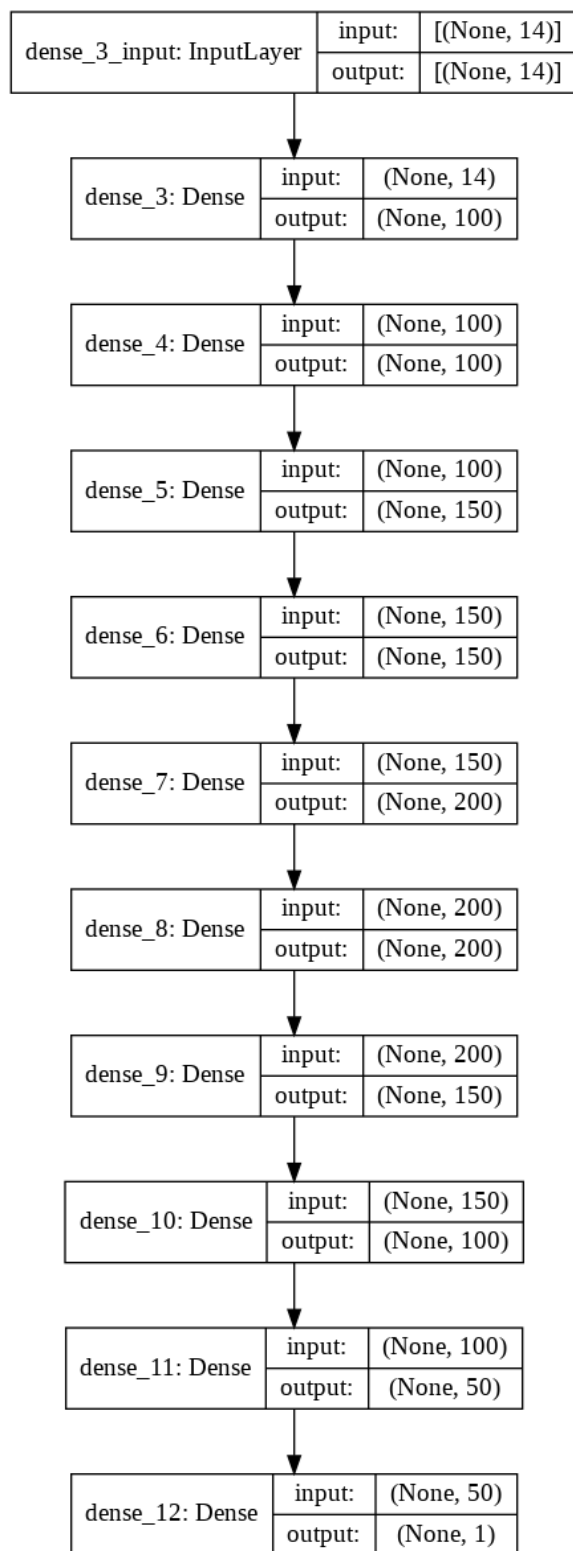 dense_3_input: InputLayer
input: [(None, 14)]
output: [(None, 14)]
dense_3: Dense
input: (None, 14)
output: (None, 100)
dense_4: Dense
input: (None, 100)
output: (None, 100)
dense_5: Dense
input: (None, 100)
output: (None, 150)
dense_6: Dense
input: (None, 150)
output: (None, 150)
dense_7: Dense
input: (None, 150)
output: (None, 200)
dense_8: Dense
input: (None, 200)
output: (None, 200)
dense_9: Dense
input: (None, 200)
output: (None, 150)
dense_10: Dense
input: (None, 150)
output: (None, 100)
dense_11: Dense
input: (None, 100)
output: (None, 50)
dense_12: Dense
input: (None, 50)
output: (None, 1)